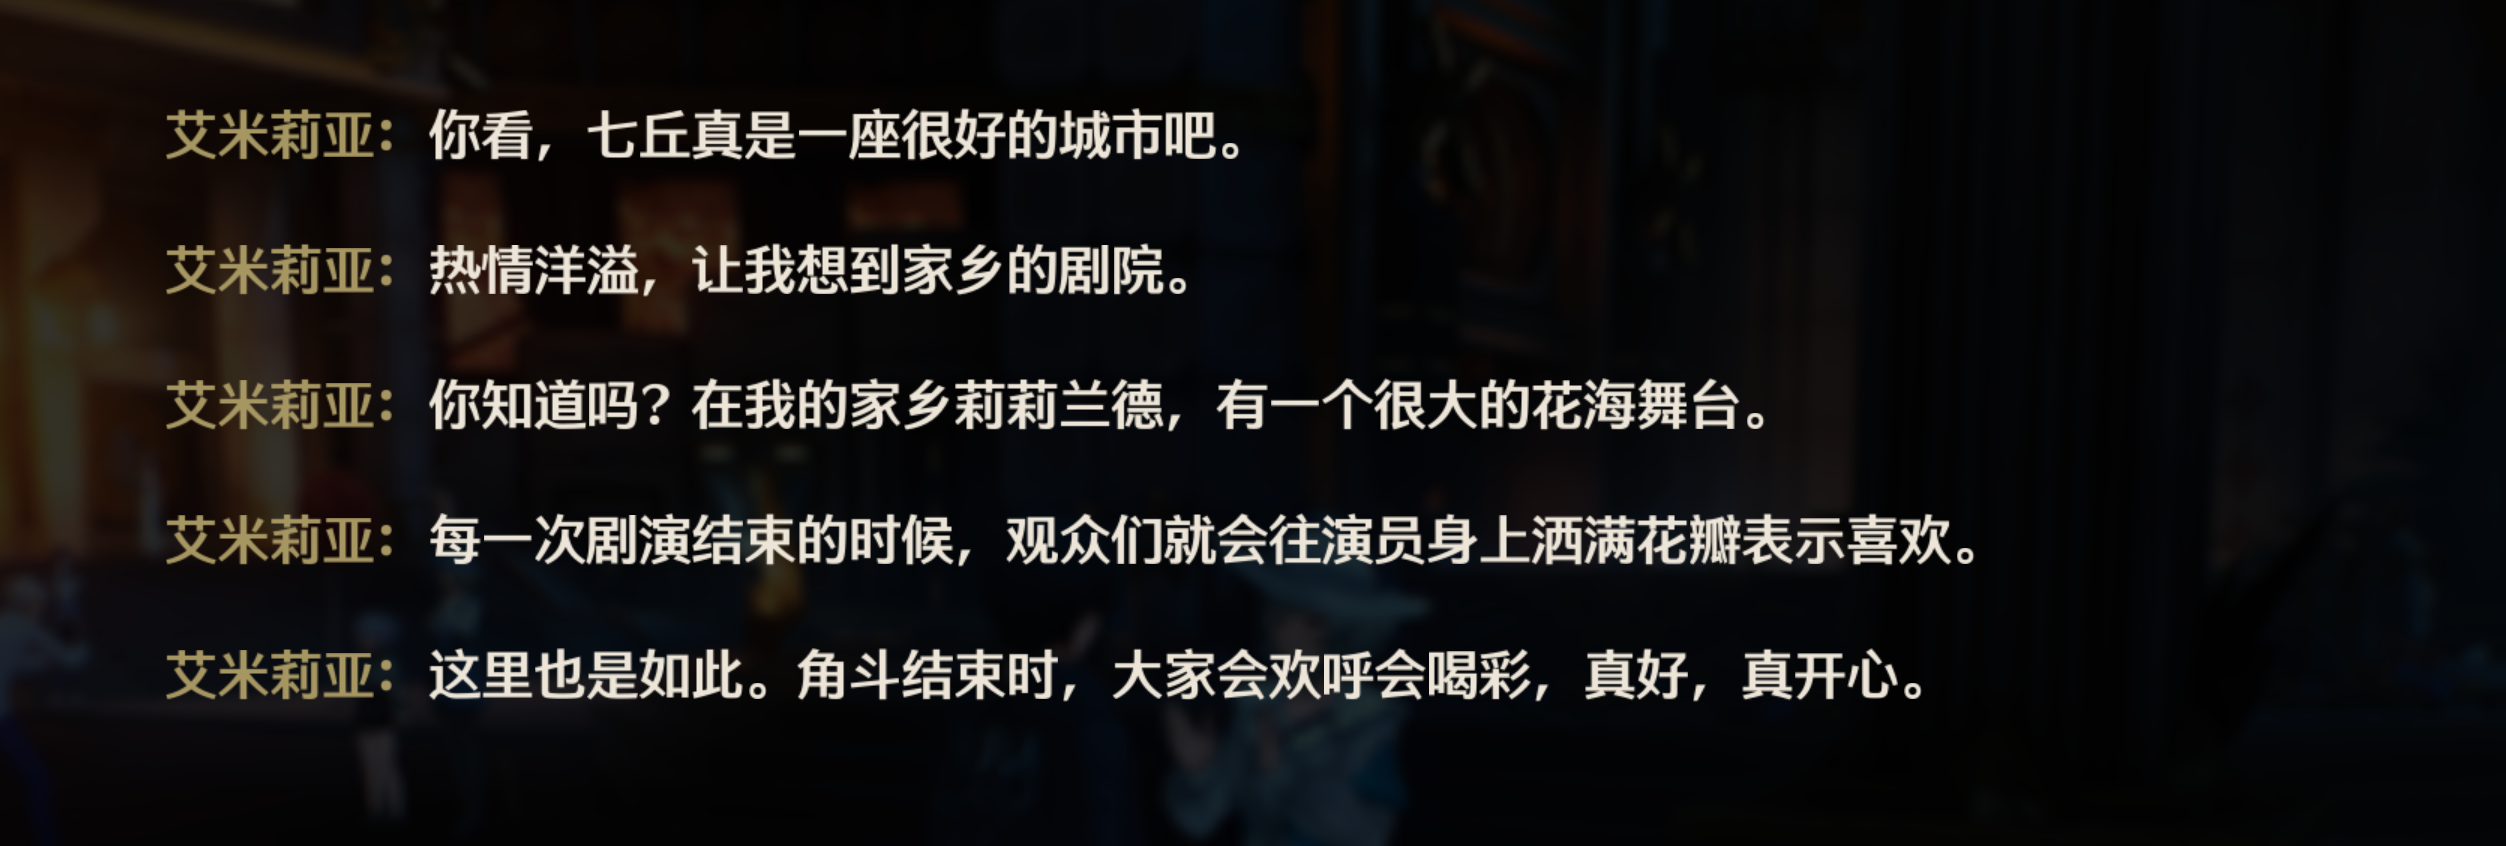 艾米莉亚：你看，七丘真是一座很好的城市吧。
艾米莉亚：热情洋溢，让我想到家乡的剧院。
艾米莉亚：你知道吗？在我的家乡莉莉兰德，有一个很大的花海舞台。
艾米莉亚：每一次剧演结束的时候，观众们就会往演员身上洒满花瓣表示喜欢。
艾米莉亚：这里也是如此。角斗结束时，大家会欢呼会喝彩，真好，真开心。